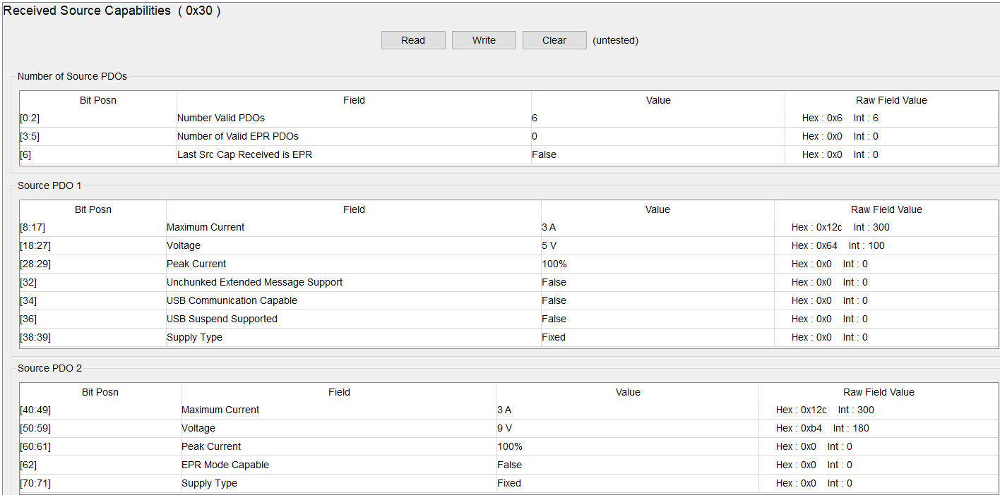 Received Source Capabilities ( 0x30 )
Read Write Clear (untested)
Number of Source PDOs
Bit Posn Field Value Raw Field Value
[0:2] Number Valid PDOs 6 Hex : 0x6 Int : 6
[3:5] Number of Valid EPR PDOs 0 Hex : 0x0 Int : 0
[6] Last Src Cap Received is EPR False Hex : 0x0 Int : 0
Source PDO 1
Bit Posn Field Value Raw Field Value
[8:17] Maximum Current 3 A Hex : 0x12c Int : 300
[18:27] Voltage 5 V Hex : 0x64 Int : 100
[28:29] Peak Current 100% Hex : 0x0 Int : 0
[32] Unchunked Extended Message Support False Hex : 0x0 Int : 0
[34] USB Communication Capable False Hex : 0x0 Int : 0
[36] USB Suspend Supported False Hex : 0x0 Int : 0
[38:39] Supply Type Fixed Hex : 0x0 Int : 0
Source PDO 2
Bit Posn Field Value Raw Field Value
[40:49] Maximum Current 3 A Hex : 0x12c Int : 300
[50:59] Voltage 9 V Hex : 0xb4 Int : 180
[60:61] Peak Current 100% Hex : 0x0 Int : 0
[62] EPR Mode Capable False Hex : 0x0 Int : 0
[70:71] Supply Type Fixed Hex : 0x0 Int : 0